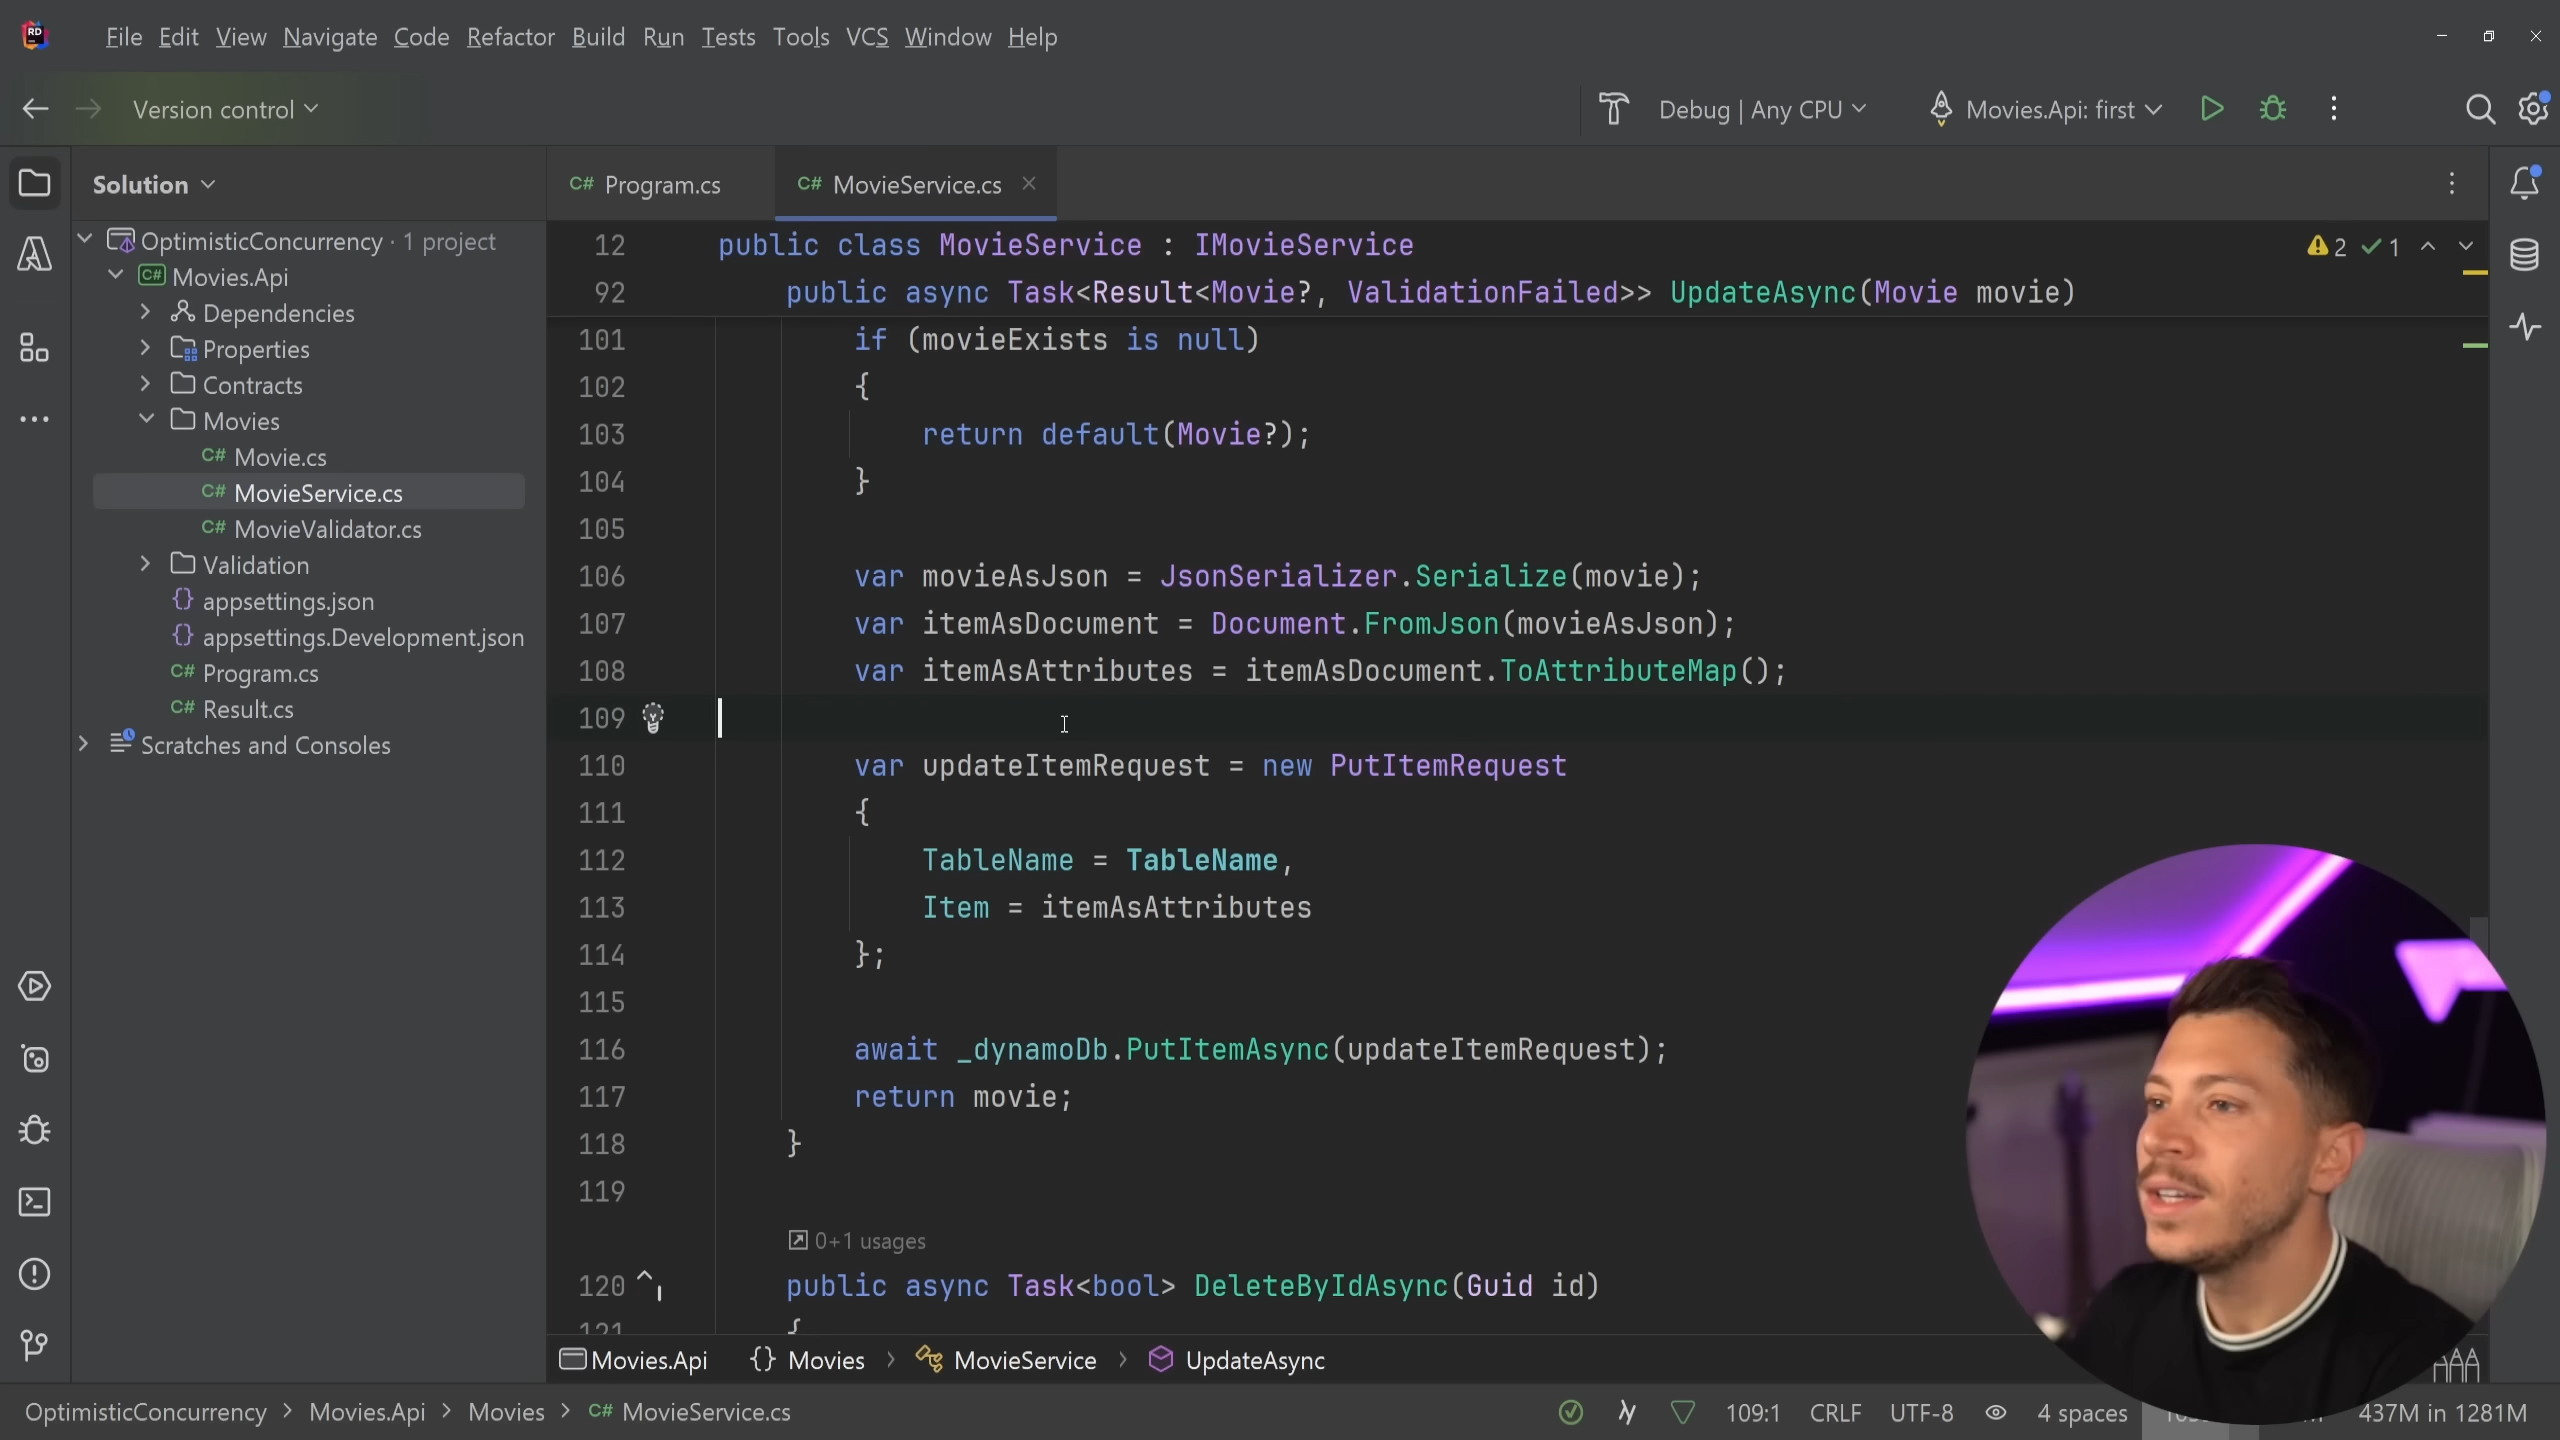 RD
File Edit View Navigate Code Refactor Build Run Tests Tools VCS Window Help
Version control
Debug | Any CPU
Movies.Api: first
Solution
OptimisticConcurrency · 1 project
C# Movies.Api
Dependencies
Properties
Contracts
Movies
C# Movie.cs
C# MovieService.cs
C# MovieValidator.cs
Validation
{} appsettings.json
{} appsettings.Development.json
C# Program.cs
C# Result.cs
Scratches and Consoles
C# Program.cs
C# MovieService.cs
2 1
12 public class MovieService : IMovieService
92 public async Task<Result<Movie?, ValidationFailed>> UpdateAsync(Movie movie)
101 if (movieExists is null)
102 {
103 return default(Movie?);
104 }
105
106 var movieAsJson = JsonSerializer.Serialize(movie);
107 var itemAsDocument = Document.FromJson(movieAsJson);
108 var itemAsAttributes = itemAsDocument.ToAttributeMap();
109
110 var updateItemRequest = new PutItemRequest
111 {
112 TableName = TableName,
113 Item = itemAsAttributes
114 };
115
116 await _dynamoDb.PutItemAsync(updateItemRequest);
117 return movie;
118 }
119
0+1 usages
120 public async Task<bool> DeleteByIdAsync(Guid id)
121 {
Movies.Api {} Movies MovieService UpdateAsync
OptimisticConcurrency Movies.Api Movies C# MovieService.cs
109:1 CRLF UTF-8 4 spaces
437M in 1281M